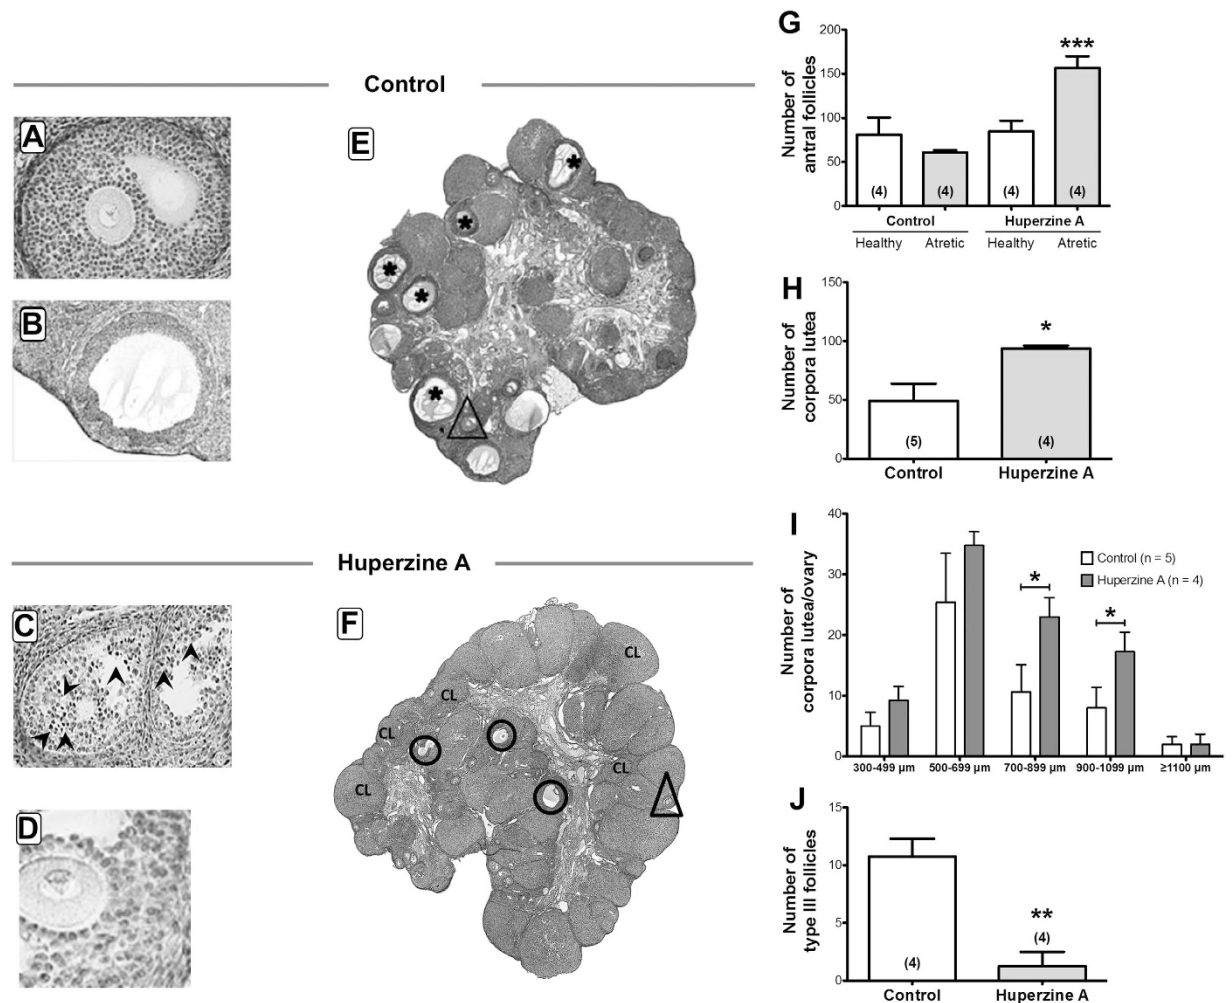 Control
A
B
E
*
*
*
*
*
Huperzine A
C
D
F
CL
CL
CL
CL
CL
G
Number of
antral follicles
200
150
100
50
0
***
(4)
(4)
(4)
(4)
Control
Huperzine A
Healthy
Atretic
Healthy
Atretic
H
Number of
corpora lutea
150
100
50
0
*
(5)
(4)
Control
Huperzine A
I
Number of
corpora lutea/ovary
40
30
20
10
0
Control (n = 5)
Huperzine A (n = 4)
*
*
300-499 µm
500-699 µm
700-899 µm
900-1099 µm
≥1100 µm
J
Number of
type III follicles
15
10
5
0
**
(4)
(4)
Control
Huperzine A